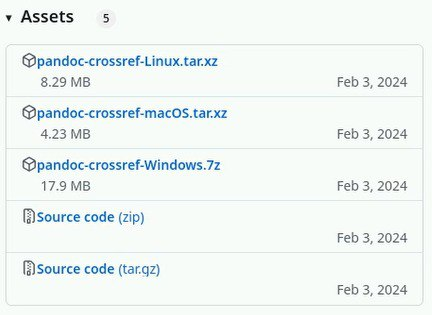 Assets 5
pandoc-crossref-Linux.tar.xz
8.29 MB Feb 3, 2024
pandoc-crossref-macOS.tar.xz
4.23 MB Feb 3, 2024
pandoc-crossref-Windows.7z
17.9 MB Feb 3, 2024
Source code (zip)
Feb 3, 2024
Source code (tar.gz)
Feb 3, 2024